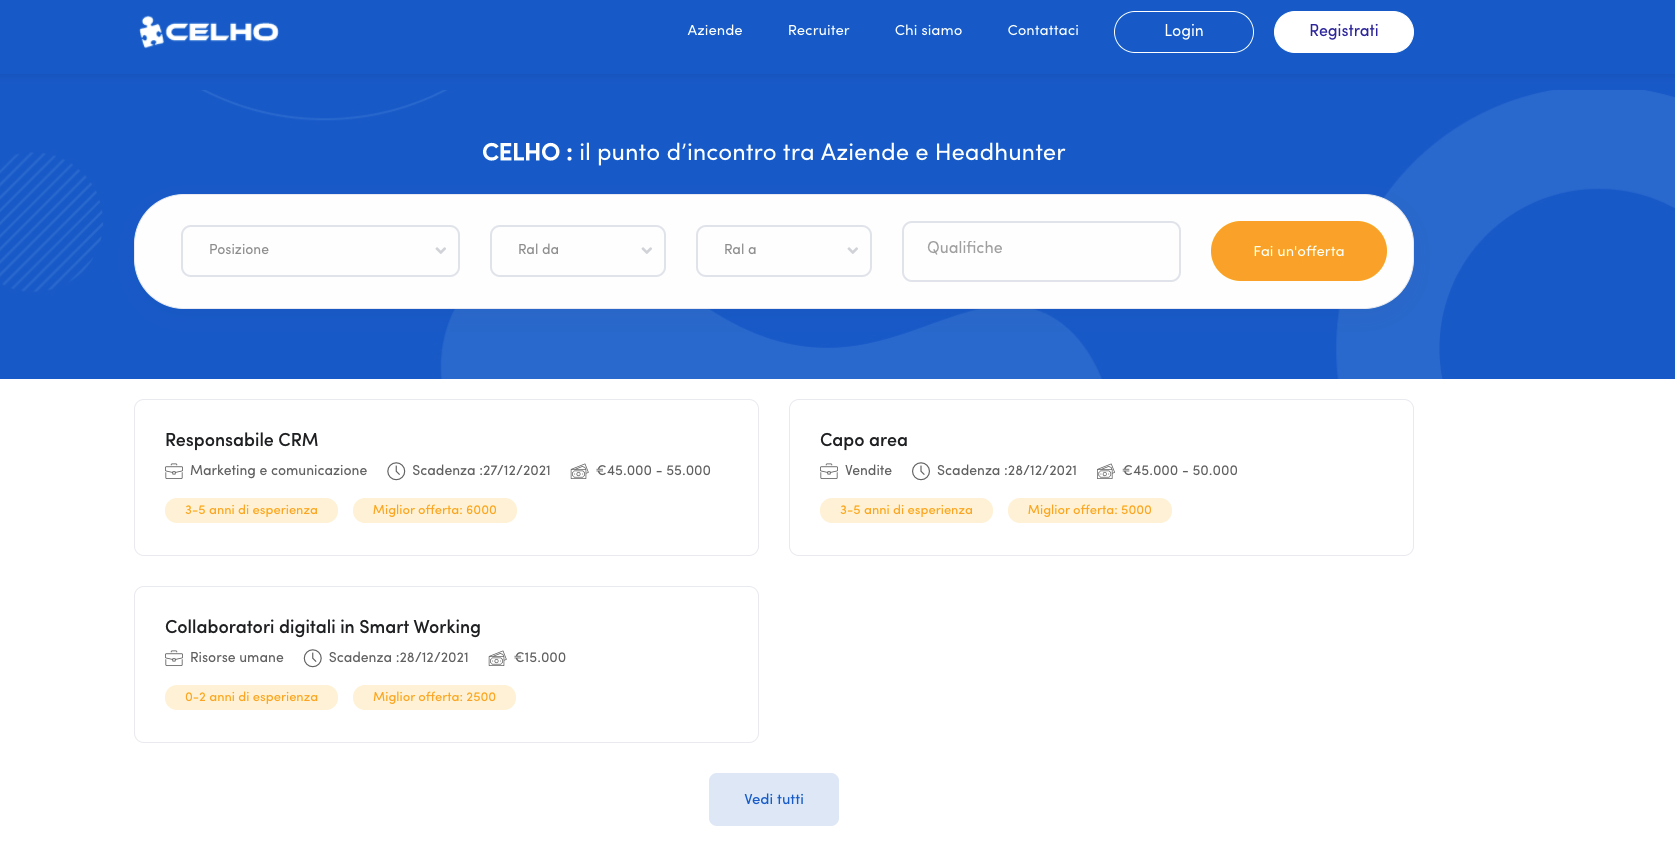 CELHO
Aziende
Recruiter
Chi siamo
Contattaci
Login
Registrati
CELHO : il punto d’incontro tra Aziende e Headhunter
Posizione
Ral da
Ral a
Qualifiche
Fai un'offerta
Responsabile CRM
Marketing e comunicazione
Scadenza :27/12/2021
€45.000 - 55.000
3-5 anni di esperienza
Miglior offerta: 6000
Capo area
Vendite
Scadenza :28/12/2021
€45.000 - 50.000
3-5 anni di esperienza
Miglior offerta: 5000
Collaboratori digitali in Smart Working
Risorse umane
Scadenza :28/12/2021
€15.000
0-2 anni di esperienza
Miglior offerta: 2500
Vedi tutti